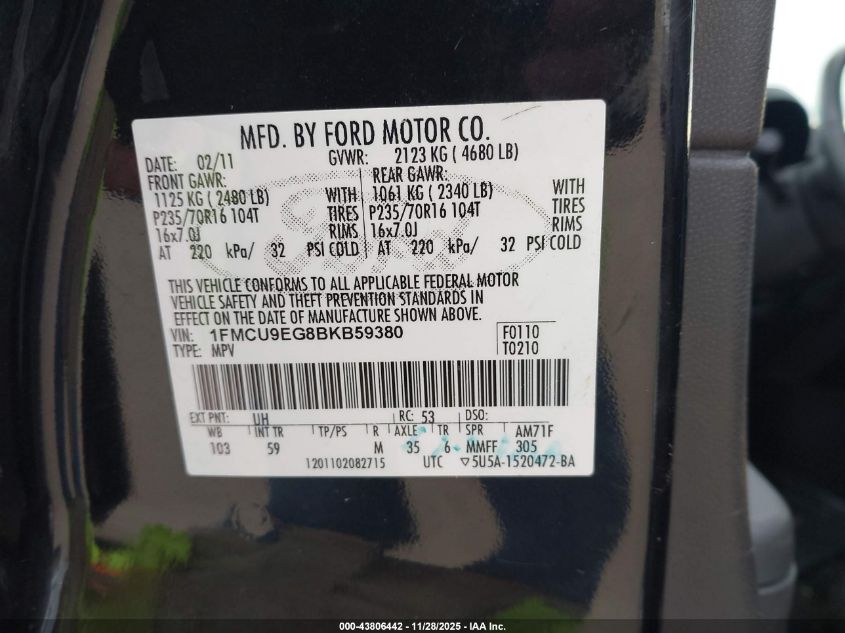 MFD. BY FORD MOTOR CO.
DATE: 02/11 GVWR: 2123 KG ( 4680 LB)
FRONT GAWR: REAR GAWR:
1125 KG ( 2480 LB) WITH 1061 KG ( 2340 LB) WITH
P235/70R16 104T TIRES P235/70R16 104T TIRES
16x7.0J RIMS 16x7.0J RIMS
AT 220 kPa/ 32 PSI COLD AT 220 kPa/ 32 PSI COLD
THIS VEHICLE CONFORMS TO ALL APPLICABLE FEDERAL MOTOR
VEHICLE SAFETY AND THEFT PREVENTION STANDARDS IN
EFFECT ON THE DATE OF MANUFACTURE SHOWN ABOVE.
VIN: 1FMCU9EG8BKB59380 F0110
TYPE: MPV T0210
EXT PNT: UH RC: 53 DSO:
WB INT TR TP/PS R AXLE TR SPR AM71F
103 59 M 35 6 MMFF 305
1201102082715 UTC ▽5U5A-1520472-BA
000-43806442 - 11/28/2025 - IAA Inc.